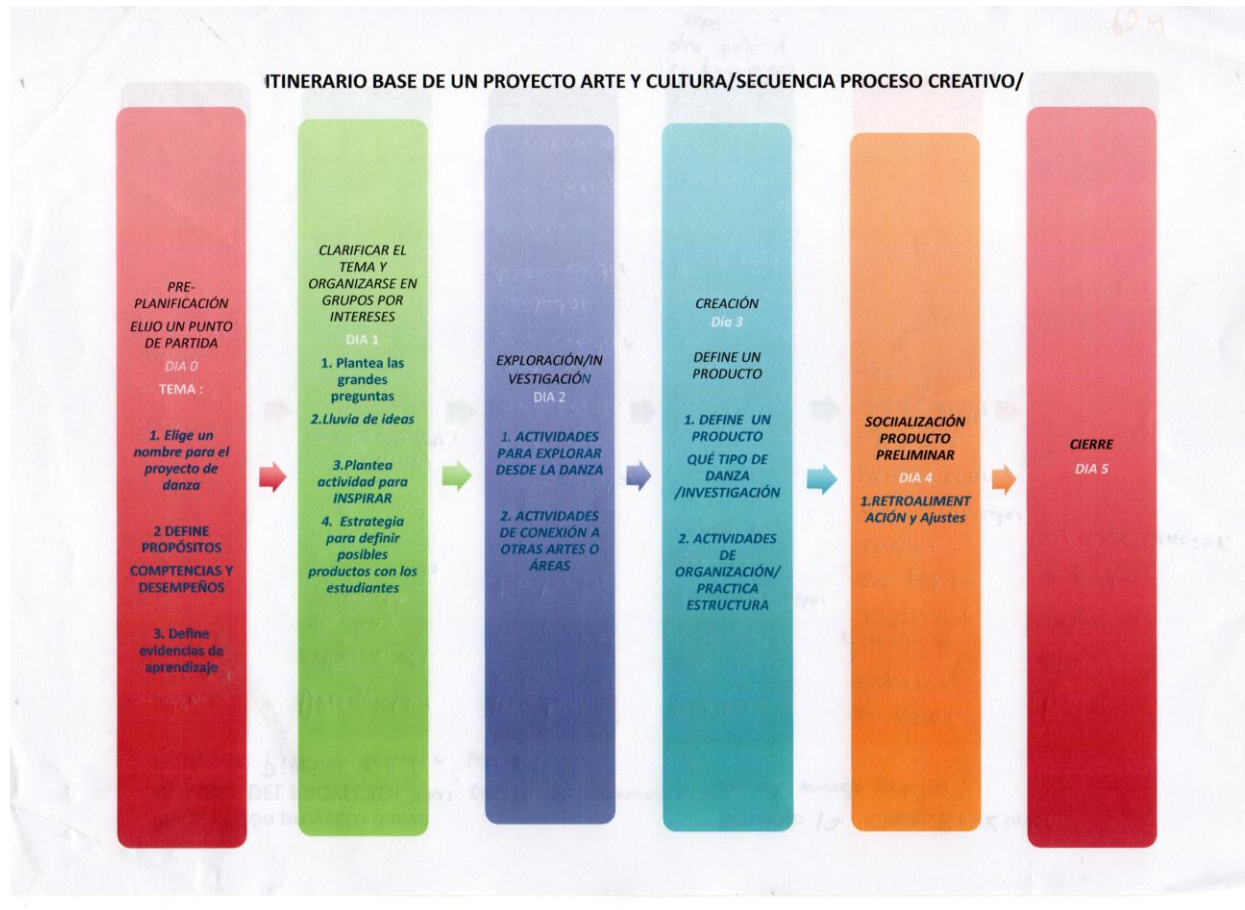 ITINERARIO BASE DE UN PROYECTO ARTE Y CULTURA/SECUENCIA PROCESO CREATIVO/
PRE-
PLANIFICACIÓN
ELIJO UN PUNTO
DE PARTIDA
DIA 0
TEMA :
1. Elige un
nombre para el
proyecto de
danza
2 DEFINE
PROPÓSITOS
COMPTENCIAS Y
DESEMPEÑOS
3. Define
evidencias de
aprendizaje
CLARIFICAR EL
TEMA Y
ORGANIZARSE EN
GRUPOS POR
INTERESES
DIA 1
1. Plantea las
grandes
preguntas
2.Lluvia de ideas
3.Plantea
actividad para
INSPIRAR
4. Estrategia
para definir
posibles
productos con los
estudiantes
EXPLORACIÓN/IN
VESTIGACIÓN
DIA 2
1. ACTIVIDADES
PARA EXPLORAR
DESDE LA DANZA
2. ACTIVIDADES
DE CONEXIÓN A
OTRAS ARTES O
ÁREAS
CREACIÓN
Dia 3
DEFINE UN
PRODUCTO
1. DEFINE UN
PRODUCTO
QUÉ TIPO DE
DANZA
/INVESTIGACIÓN
2. ACTIVIDADES
DE
ORGANIZACIÓN/
PRACTICA
ESTRUCTURA
SOCIIALIZACIÓN
PRODUCTO
PRELIMINAR
DIA 4
1.RETROALIMENT
ACIÓN y Ajustes
CIERRE
DIA 5